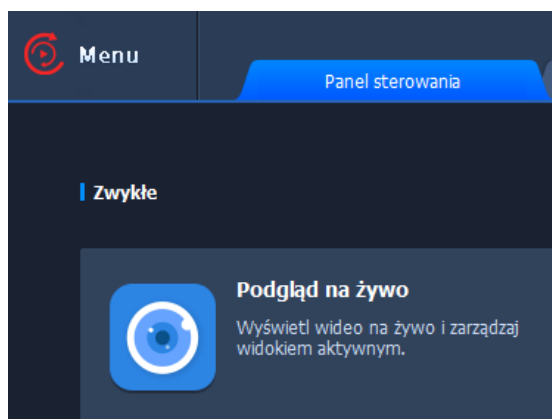 Menu
Panel sterowania
Zwykłe
Podgląd na żywo
Wyświetl wideo na żywo i zarządzaj
widokiem aktywnym.